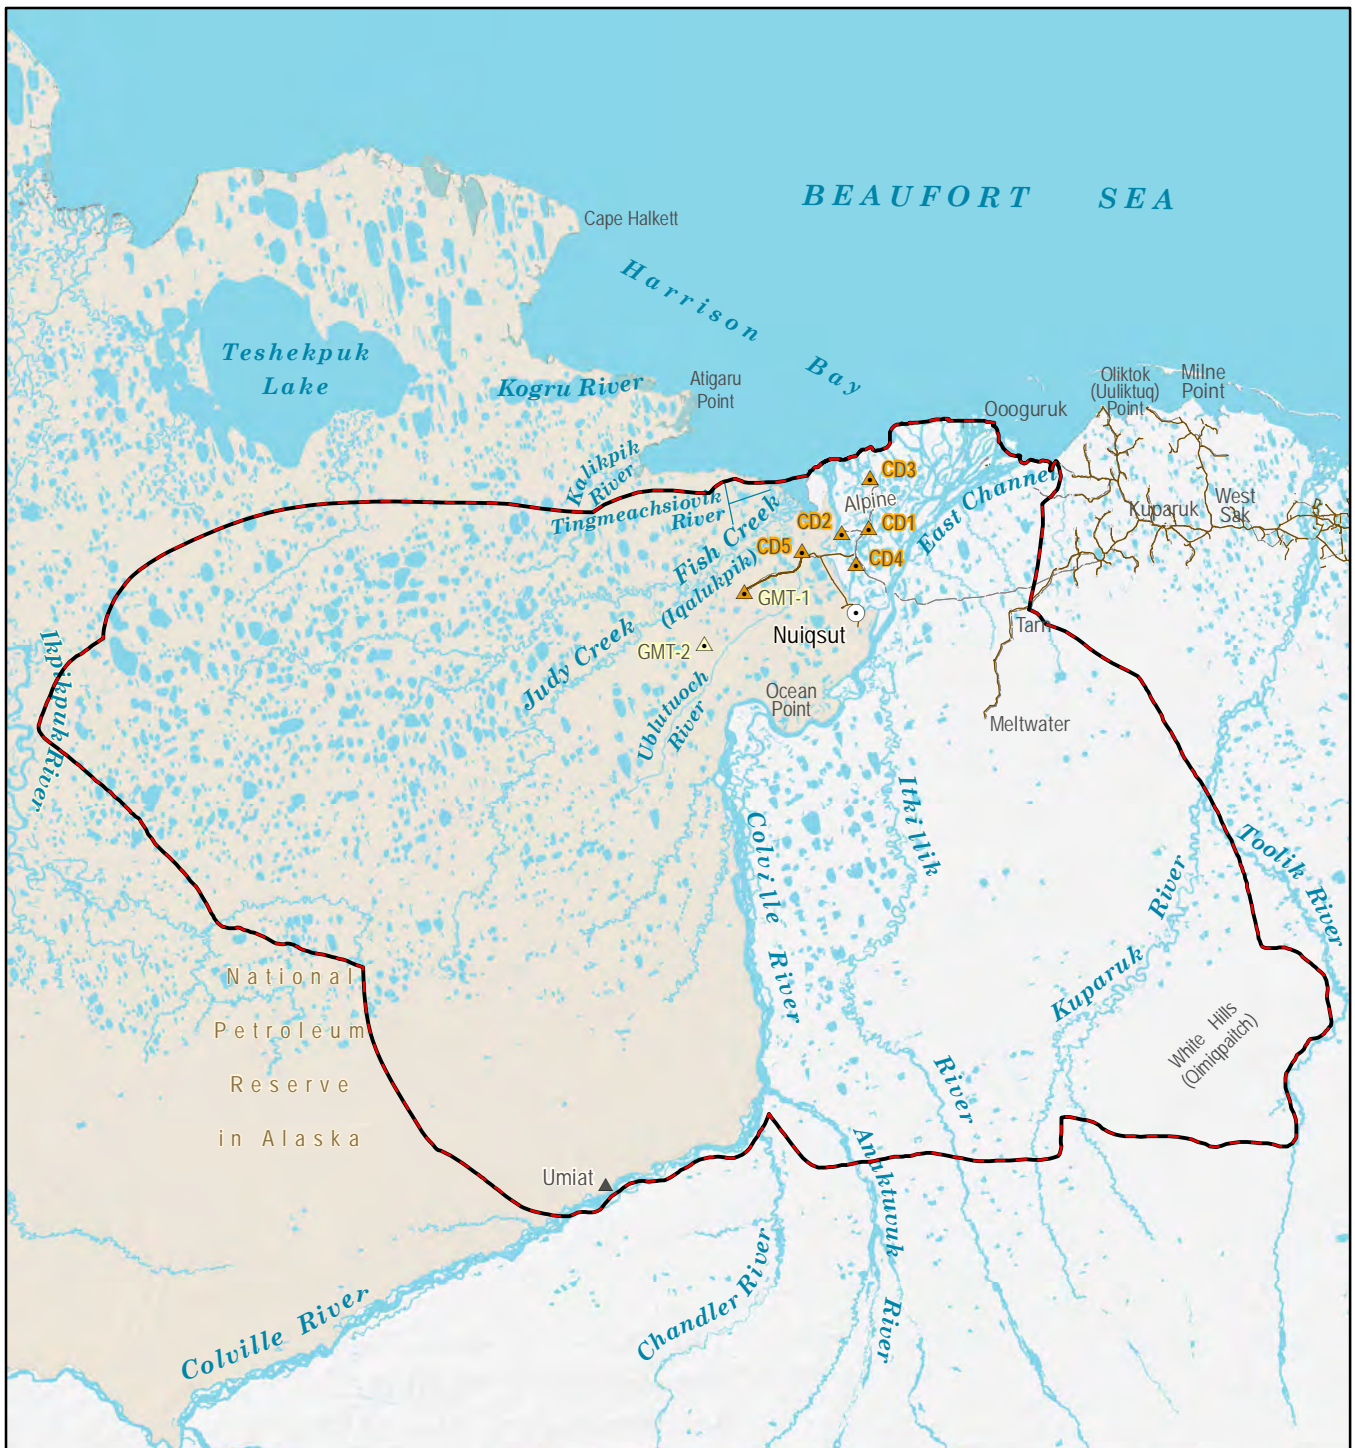 BEAUFORT SEA
Cape Halkett
Harrison
Bay
Teshekpuk
Lake
Kogru River
Atigaru
Point
Oliktok
(Uuliktuq)
Point
Milne
Point
Oooguruk
Kalikpik
River
Tingmeachsiovik
River
CD3
Alpine
East Channel
West
Sak
Kuparuk
CD2
CD1
Fish Creek
(Iqalukpik)
CD5
CD4
GMT-1
Nuiqsut
Tarn
Judy Creek
GMT-2
Ikpikpuk River
Ublutuoch
River
Ocean
Point
Meltwater
Itkillik
River
Colville River
Toolik River
Kuparuk River
National
Petroleum
Reserve
in Alaska
White Hills
(Qimiqpaitch)
Umiat
Anaktuvuk
River
Chandler River
Colville River